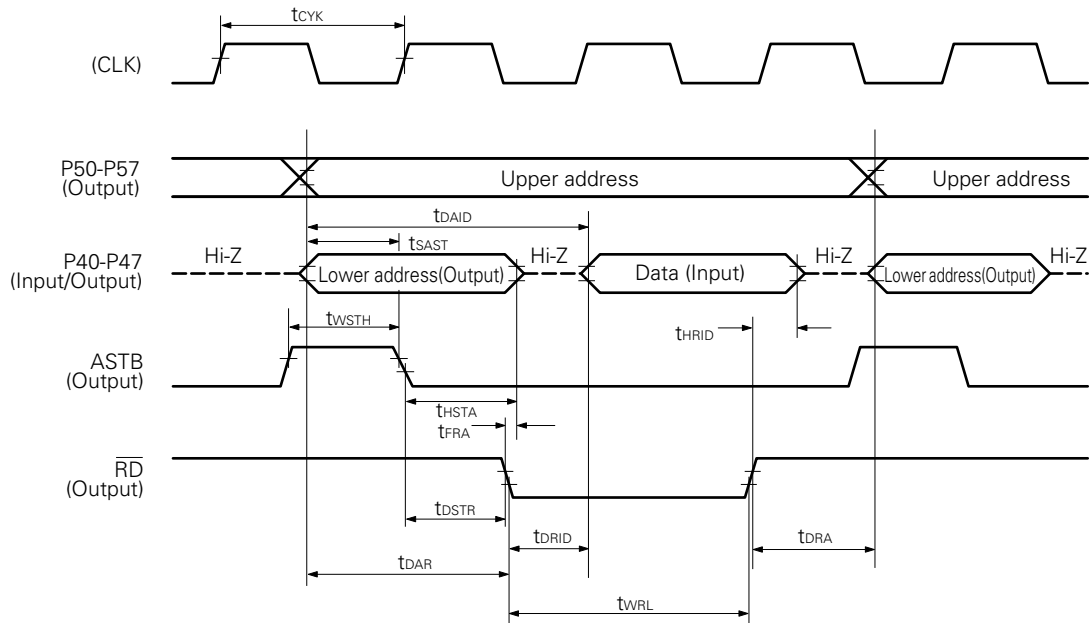 tCYK
(CLK)
P50-P57
(Output)
Upper address
Upper address
tDAID
tSAST
P40-P47
(Input/Output)
Hi-Z
Lower address(Output)
Hi-Z
Data (Input)
Hi-Z
Lower address(Output)
Hi-Z
tWSTH
tHRID
ASTB
(Output)
tHSTA
tFRA
RD
(Output)
tDSTR
tDRID
tDRA
tDAR
tWRL